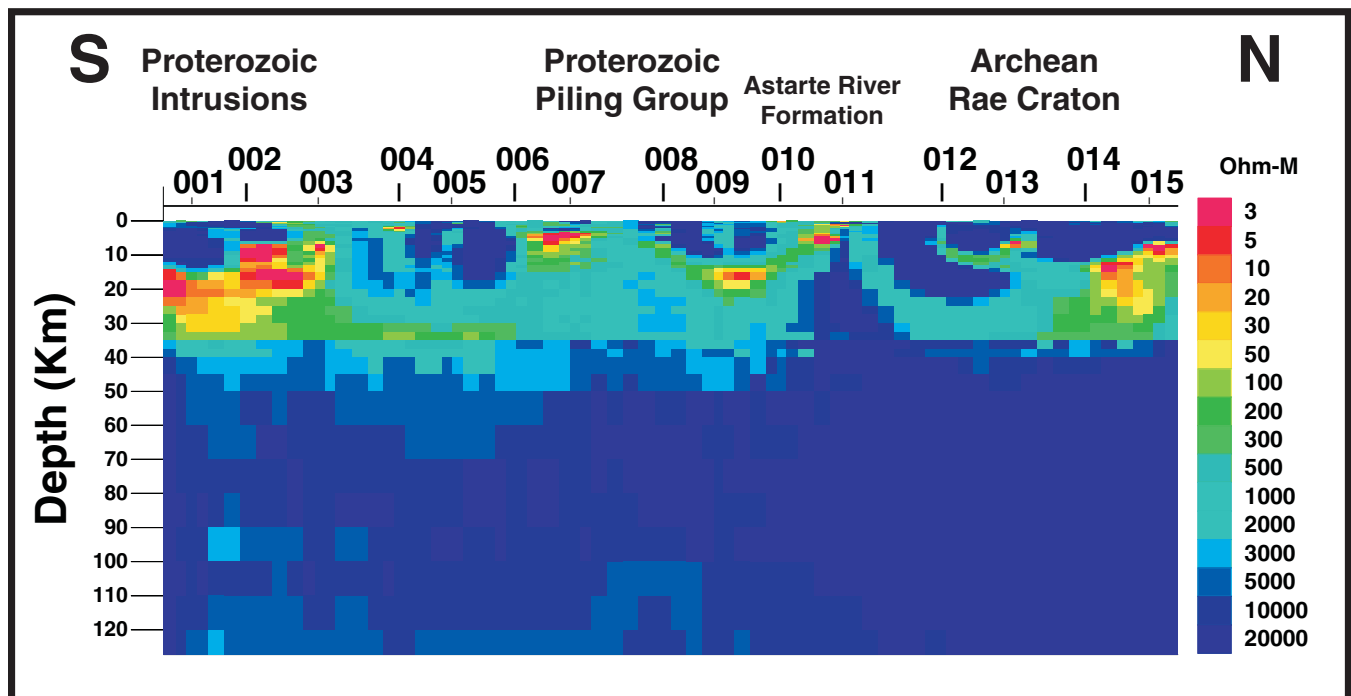 S
Proterozoic
Intrusions
Proterozoic
Piling Group
Astarte River
Formation
Archean
Rae Craton
N
002 004 006 008 010 012 014
001 003 005 007 009 011 013 015
Ohm-M
Depth (Km)
0
10
20
30
40
50
60
70
80
90
100
110
120
3
5
10
20
30
50
100
200
300
500
1000
2000
3000
5000
10000
20000